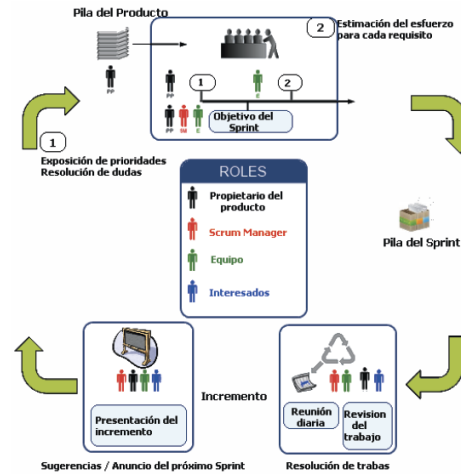 Pila del Producto
2
Estimación del esfuerzo
para cada requisito
PP
PP
1
E
2
PP
SM
E
Objetivo del
Sprint
1
Exposición de prioridades
Resolución de dudas
ROLES
Propietario del
producto
Scrum Manager
Equipo
Interesados
Pila del Sprint
Presentación del
incremento
Incremento
Reunión
diaria
Revision
del
trabajo
Sugerencias / Anuncio del próximo Sprint
Resolución de trabas